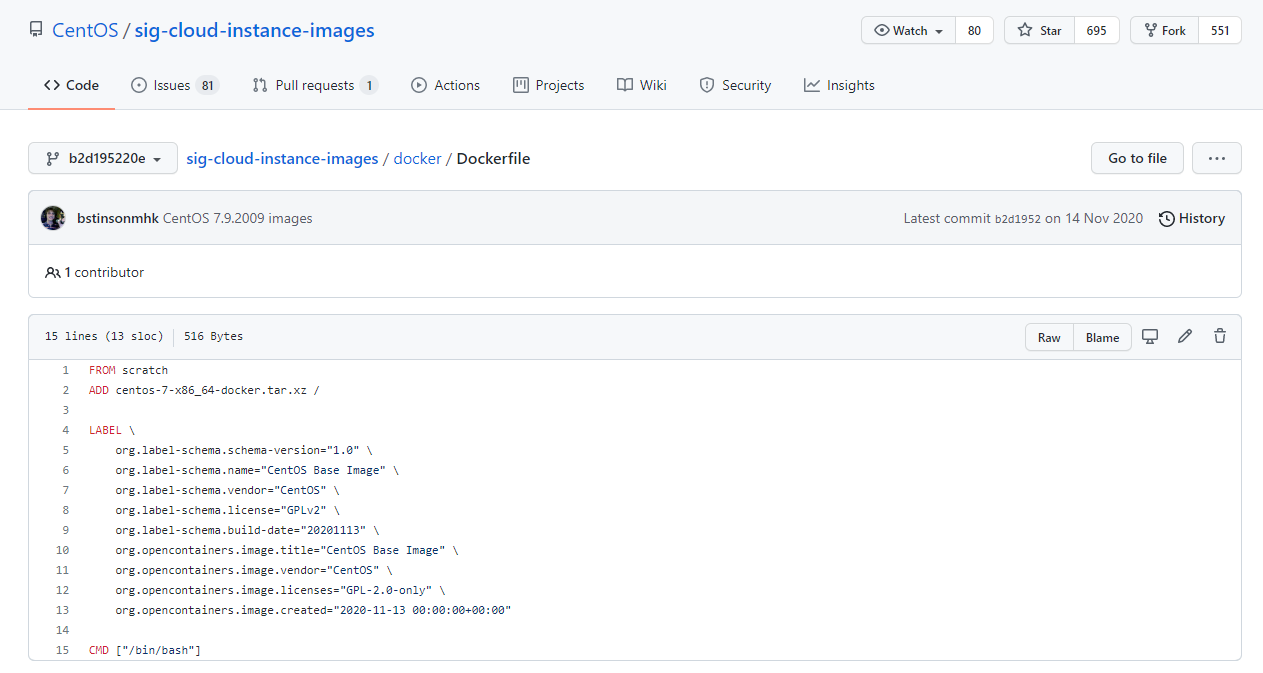 CentOS / sig-cloud-instance-images
Watch 80 Star 695 Fork 551
Code Issues 81 Pull requests 1 Actions Projects Wiki Security Insights
b2d195220e sig-cloud-instance-images / docker / Dockerfile Go to file ...
bstinsonmhk CentOS 7.9.2009 images Latest commit b2d1952 on 14 Nov 2020 History
1 contributor
15 lines (13 sloc) 516 Bytes Raw Blame
1 FROM scratch
2 ADD centos-7-x86_64-docker.tar.xz /
3
4 LABEL \
5 org.label-schema.schema-version="1.0" \
6 org.label-schema.name="CentOS Base Image" \
7 org.label-schema.vendor="CentOS" \
8 org.label-schema.license="GPLv2" \
9 org.label-schema.build-date="20201113" \
10 org.opencontainers.image.title="CentOS Base Image" \
11 org.opencontainers.image.vendor="CentOS" \
12 org.opencontainers.image.licenses="GPL-2.0-only" \
13 org.opencontainers.image.created="2020-11-13 00:00:00+00:00"
14
15 CMD ["/bin/bash"]